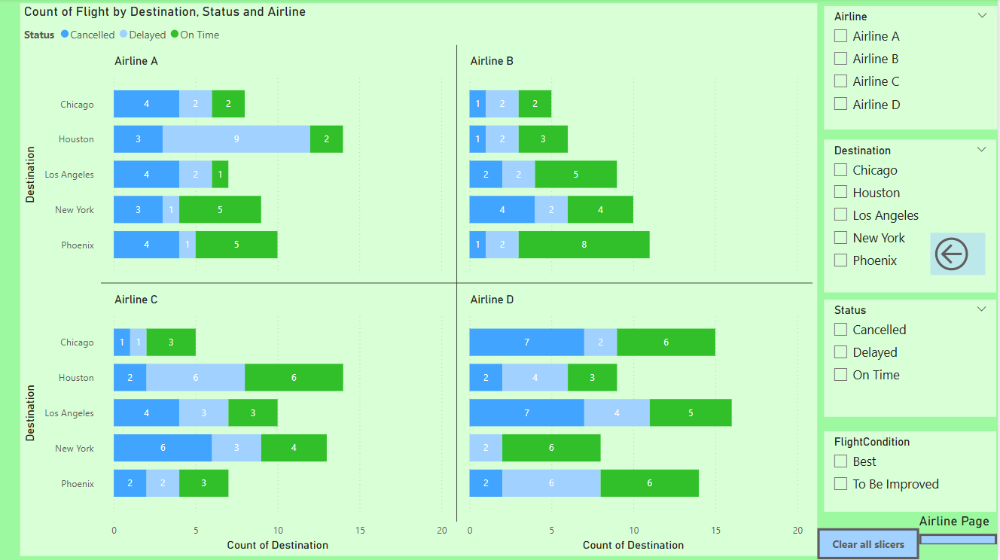 Count of Flight by Destination, Status and Airline
Status Cancelled Delayed On Time
Airline A
Destination
Chicago 4 2 2
Houston 3 9 2
Los Angeles 4 2 1
New York 3 1 5
Phoenix 4 1 5
Airline B
1 2 2
1 2 3
2 2 5
4 2 4
1 2 8
Airline C
Destination
Chicago 1 1 3
Houston 2 6 6
Los Angeles 4 3 3
New York 6 3 4
Phoenix 2 2 3
0 5 10 15 20
Count of Destination
Airline D
7 2 6
2 4 3
7 4 5
2 6
2 6 6
0 5 10 15 20
Count of Destination
Airline
Airline A
Airline B
Airline C
Airline D
Destination
Chicago
Houston
Los Angeles
New York
Phoenix
Status
Cancelled
Delayed
On Time
FlightCondition
Best
To Be Improved
Airline Page
Clear all slicers